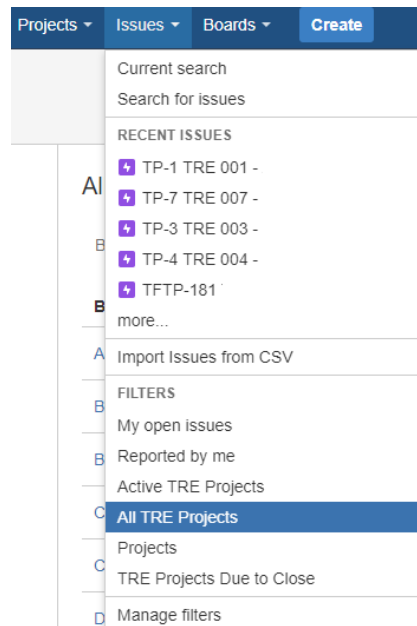 Projects Issues Boards Create
Current search
Search for issues
RECENT ISSUES
TP-1 TRE 001 -
TP-7 TRE 007 -
TP-3 TRE 003 -
TP-4 TRE 004 -
TFTP-181
more...
Import Issues from CSV
FILTERS
My open issues
Reported by me
Active TRE Projects
All TRE Projects
Projects
TRE Projects Due to Close
Manage filters
Al
B
B
A
B
B
C
C
D